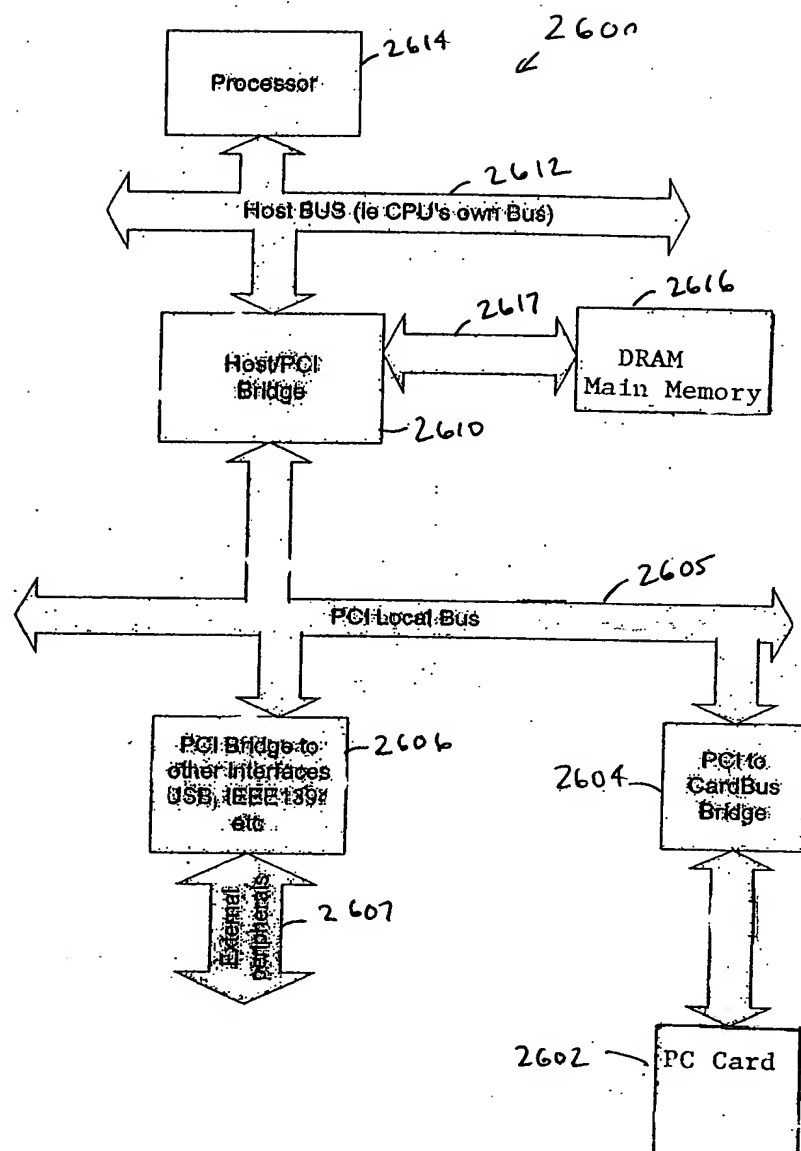 2600
2614
Processor
2612
Host BUS (ie CPU's own Bus)
2617
2616
Host/PCI
Bridge
DRAM
Main Memory
2610
2605
PCI Local Bus
PCI Bridge to
other Interfaces
USB, IEEE139
etc
2606
2604
PCI to
CardBus
Bridge
External
peripherals
2607
2602
PC Card